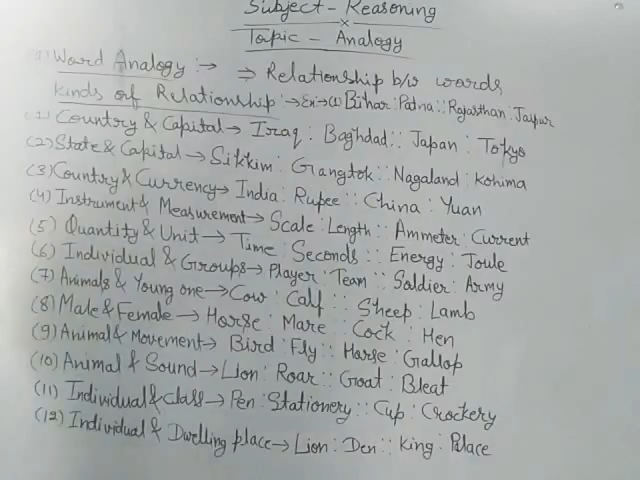 Subject - Reasoning
×
Topic - Analogy
(1) Word Analogy :→ ⇒ Relationship b/w words
Kinds of Relationship :→ Ex→(1) Bihar : Patna :: Rajasthan : Jaipur
(1) Country & Capital → Iraq : Baghdad :: Japan : Tokyo
(2) State & Capital → Sikkim : Gangtok :: Nagaland : Kohima
(3) Country & Currency → India : Rupee :: China : Yuan
(4) Instrument & Measurement → Scale : Length :: Ammeter : Current
(5) Quantity & Unit → Time : Seconds :: Energy : Joule
(6) Individual & Groups → Player : Team :: Saldier : Army
(7) Animals & Young one → Cow : Calf :: Sheep : Lamb
(8) Male & Female → Horse : Mare :: Cock : Hen
(9) Animal & Movement → Bird : Fly :: Horse : Gallop
(10) Animal & Sound → Lion : Roar :: Goat : Bleat
(11) Individual & class → Pen : Stationery :: Cup : Crockery
(12) Individual & Dwelling place → Lion : Den :: King : Palace